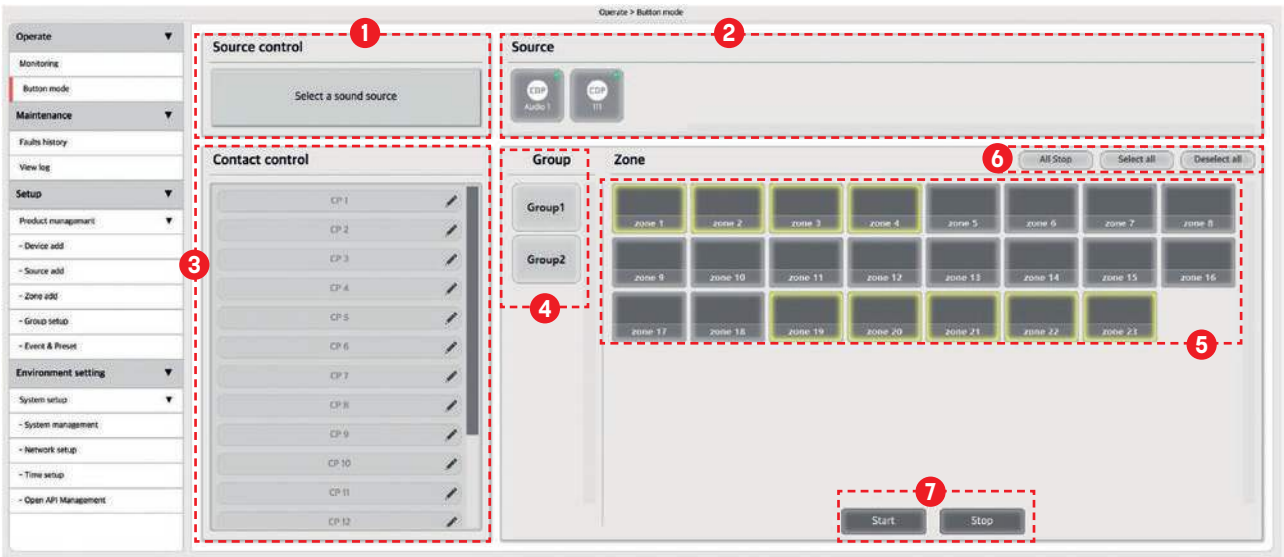 Operate > Button mode
Operate ▼
Monitoring
Button mode
Maintenance ▼
Faults history
View log
Setup ▼
Product management ▼
- Device add
- Source add
- Zone add
- Group setup
- Event & Preset
Environment setting ▼
System setup ▼
- System management
- Network setup
- Time setup
- Open API Management
1
Source control
Select a sound source
2
Source
CDP
Audio 1
CDP
111
3
Contact control
CP 1
CP 2
CP 3
CP 4
CP 5
CP 6
CP 7
CP 8
CP 9
CP 10
CP 11
CP 12
4
Group
Group1
Group2
Zone
6
All Stop
Select all
Deselect all
zone 1 zone 2 zone 3 zone 4 zone 5 zone 6 zone 7 zone 8
zone 9 zone 10 zone 11 zone 12 zone 13 zone 14 zone 15 zone 16
zone 17 zone 18 zone 19 zone 20 zone 21 zone 22 zone 23
5
7
Start
Stop